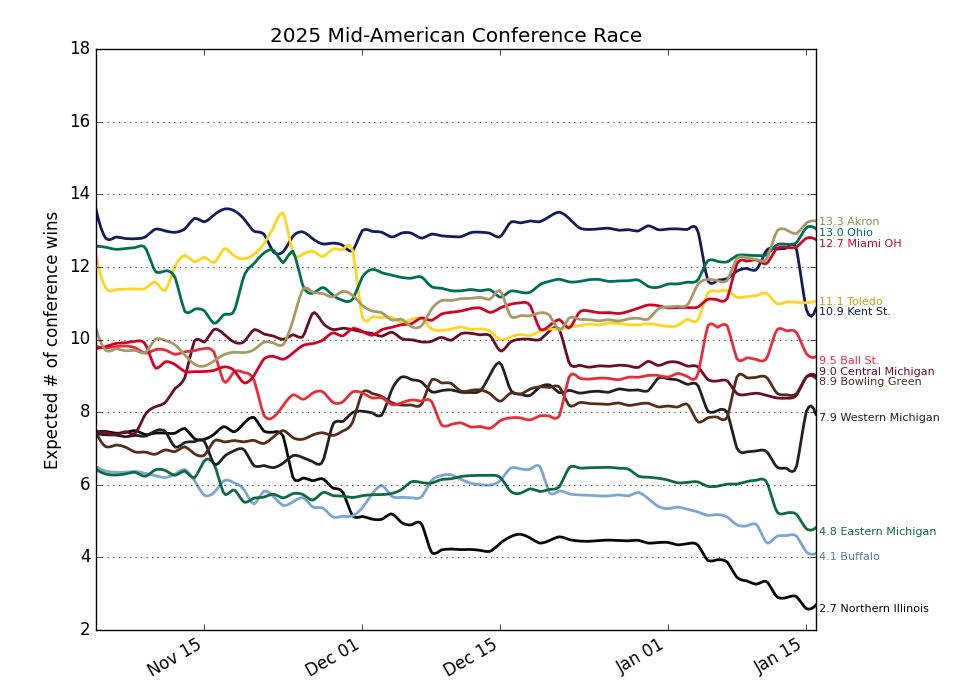 2025 Mid-American Conference Race
Expected # of conference wins
18
16
14
12
10
8
6
4
2
13.3 Akron
13.0 Ohio
12.7 Miami OH
11.1 Toledo
10.9 Kent St.
9.5 Ball St.
9.0 Central Michigan
8.9 Bowling Green
7.9 Western Michigan
4.8 Eastern Michigan
4.1 Buffalo
2.7 Northern Illinois
Nov 15
Dec 01
Dec 15
Jan 01
Jan 15